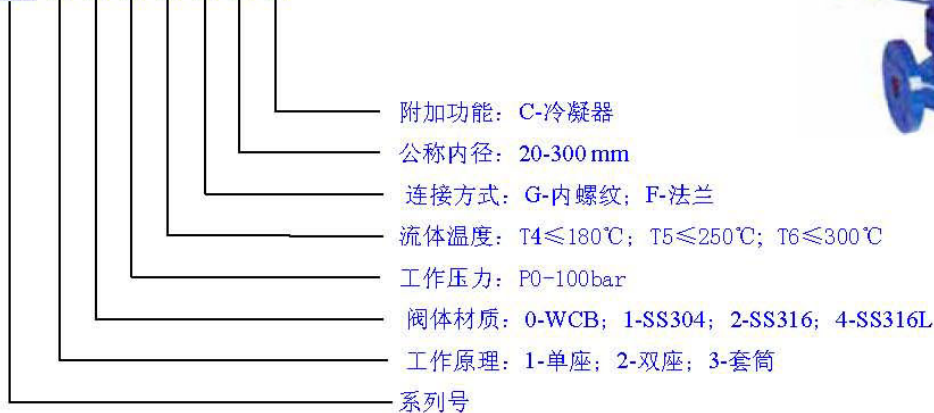 附加功能：C-冷凝器
公称内径：20-300 mm
连接方式：G-内螺纹；F-法兰
流体温度：T4≤180℃；T5≤250℃；T6≤300℃
工作压力：P0-100bar
阀体材质：0-WCB；1-SS304；2-SS316；4-SS316L
工作原理：1-单座；2-双座；3-套筒
系列号